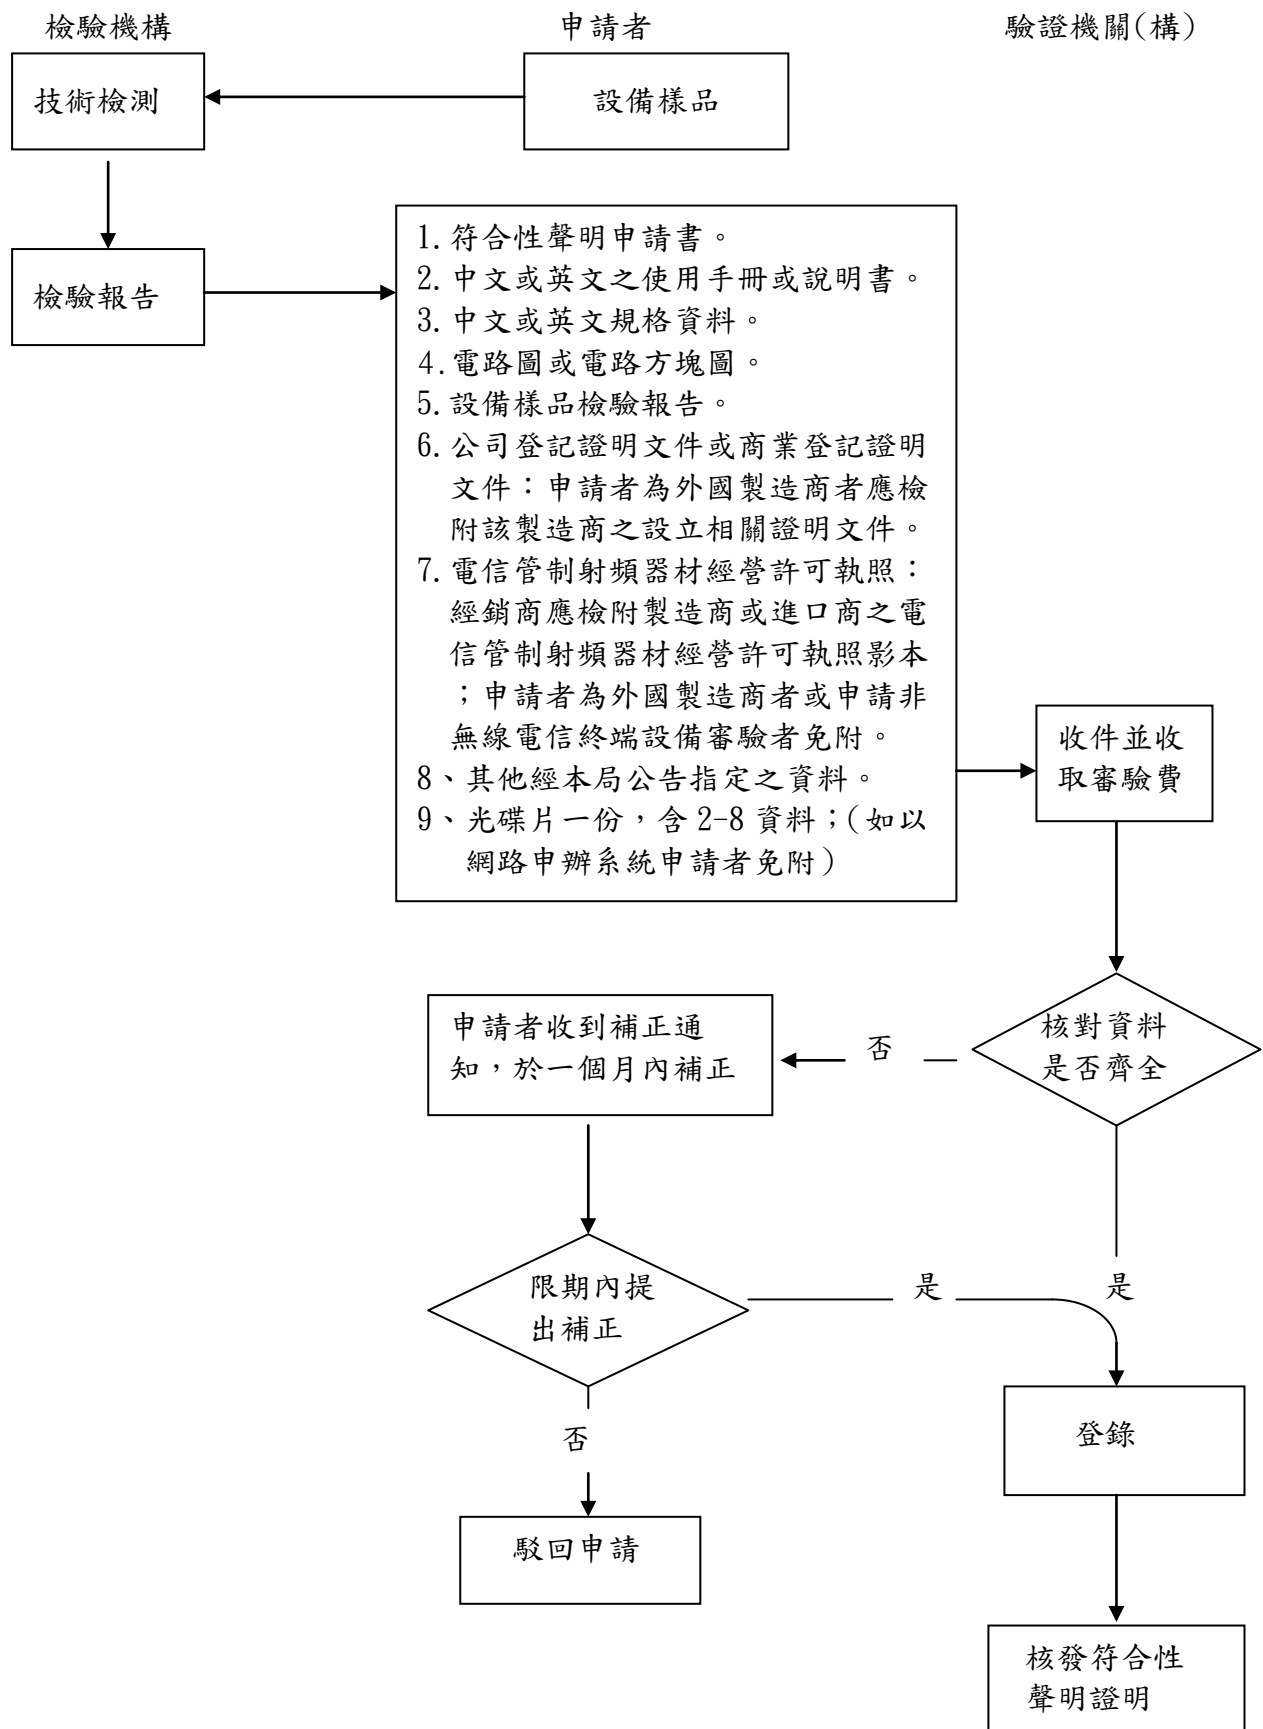 檢驗機構
申請者
驗證機關(構)
技術檢測
設備樣品
檢驗報告
1.符合性聲明申請書。
2.中文或英文之使用手冊或說明書。
3.中文或英文規格資料。
4.電路圖或電路方塊圖。
5.設備樣品檢驗報告。
6.公司登記證明文件或商業登記證明
文件：申請者為外國製造商者應檢
附該製造商之設立相關證明文件。
7.電信管制射頻器材經營許可執照：
經銷商應檢附製造商或進口商之電
信管制射頻器材經營許可執照影本
；申請者為外國製造商者或申請非
無線電信終端設備審驗者免附。
8、其他經本局公告指定之資料。
9、光碟片一份，含 2-8 資料；(如以
網路申辦系統申請者免附)
收件並收
取審驗費
核對資料
是否齊全
否
申請者收到補正通
知，於一個月內補正
限期內提
出補正
是
是
否
登錄
駁回申請
核發符合性
聲明證明